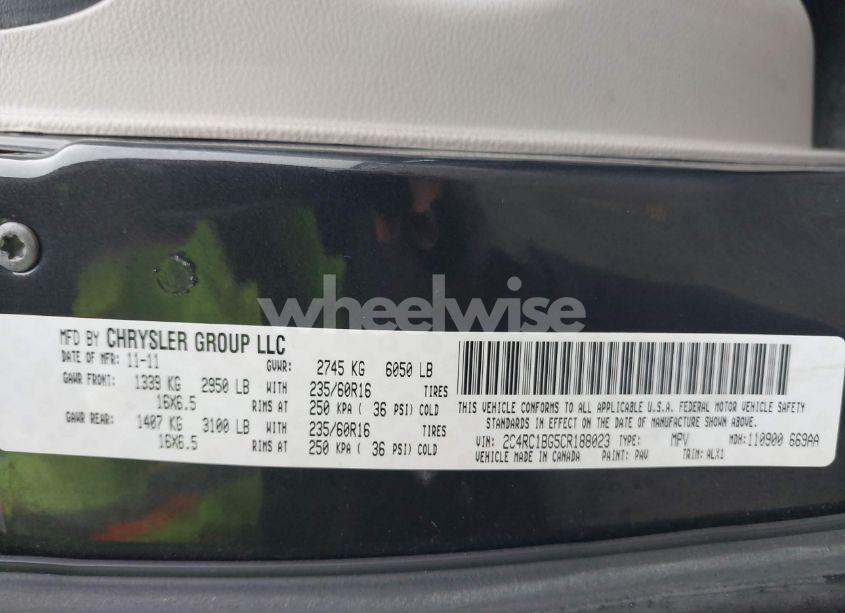 wheelwise
MFD BY CHRYSLER GROUP LLC
DATE OF MFR: 11-11 GVWR: 2745 KG 6050 LB
GAWR FRONT: 1339 KG 2950 LB WITH 235/60R16 TIRES
16X6.5 RIMS AT 250 KPA ( 36 PSI) COLD
GAWR REAR: 1407 KG 3100 LB WITH 235/60R16 TIRES
16X6.5 RIMS AT 250 KPA ( 36 PSI) COLD
THIS VEHICLE CONFORMS TO ALL APPLICABLE U.S.A. FEDERAL MOTOR VEHICLE SAFETY
STANDARDS IN EFFECT ON THE DATE OF MANUFACTURE SHOWN ABOVE.
VIN: 2C4RC1BG5CR188023 TYPE: MPV MDH: 110900 669AA
VEHICLE MADE IN CANADA PAINT: PAV TRIM: ALX1